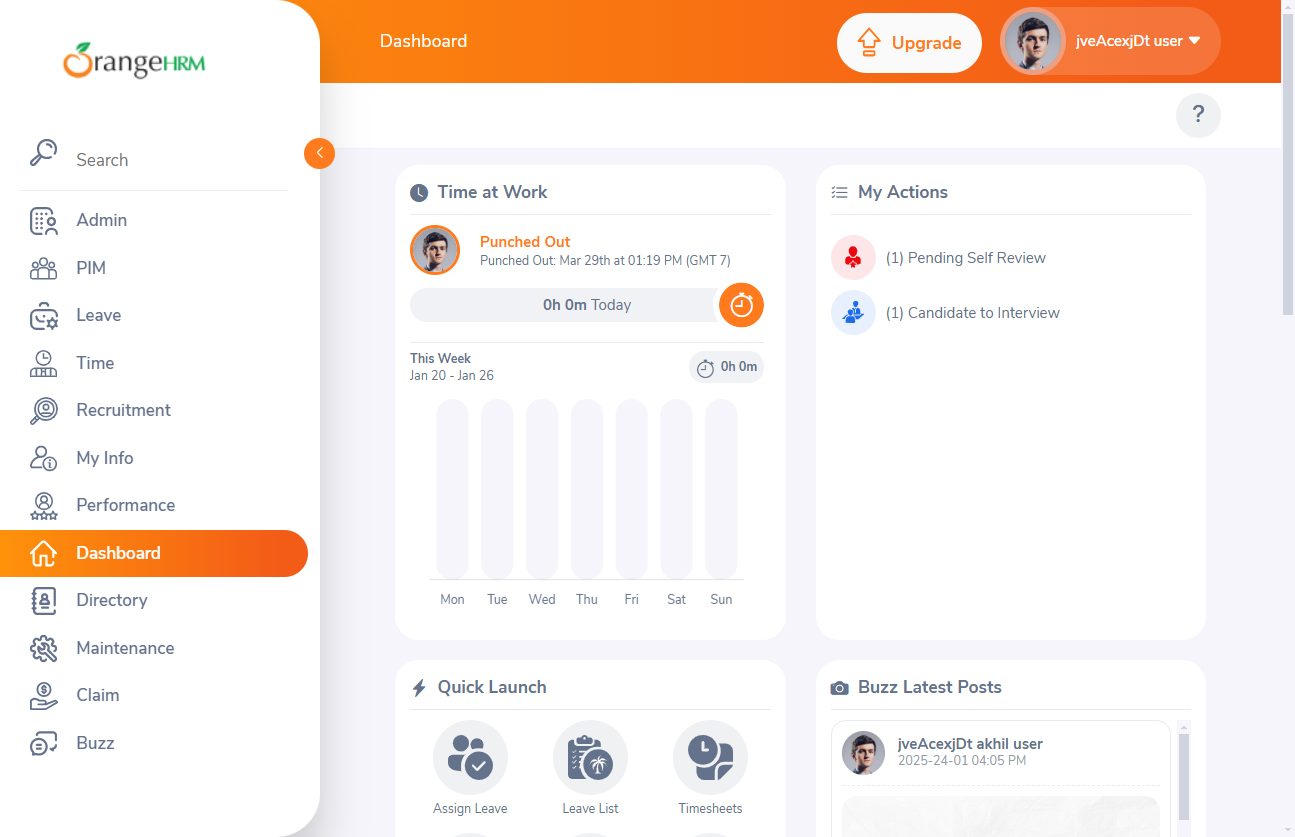 OrangeHRM
Search
Admin
PIM
Leave
Time
Recruitment
My Info
Performance
Dashboard
Directory
Maintenance
Claim
Buzz
Dashboard
Upgrade
jveAcexjDt user
?
Time at Work
Punched Out
Punched Out: Mar 29th at 01:19 PM (GMT 7)
0h 0m Today
This Week
Jan 20 - Jan 26
0h 0m
Mon Tue Wed Thu Fri Sat Sun
My Actions
(1) Pending Self Review
(1) Candidate to Interview
Quick Launch
Assign Leave Leave List Timesheets
Buzz Latest Posts
jveAcexjDt akhil user
2025-24-01 04:05 PM